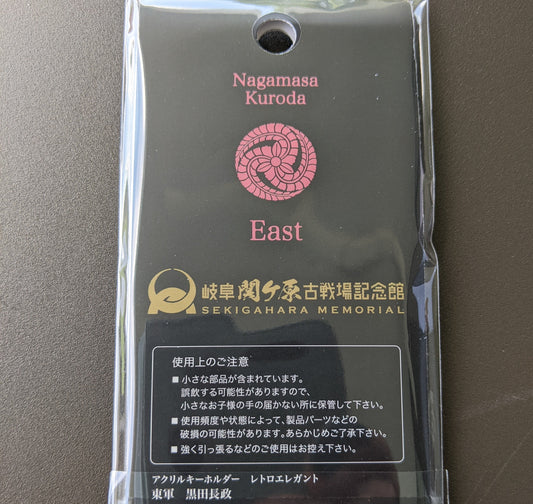 Nagamasa
Kuroda
East
岐阜関ケ原古戦場記念館
SEKIGAHARA MEMORIAL
使用上のご注意
■ 小さな部品が含まれています。
誤飲する可能性がありますので、
小さなお子様の手の届かない所に保管して下さい。
■ 使用頻度や状態によって、製品パーツなどの
破損の可能性があります。あらかじめご了承下さい。
■ 強く引っ張るなどのご使用はお控え下さい。
アクリルキーホルダー　レトロエレガント
東軍　黒田長政